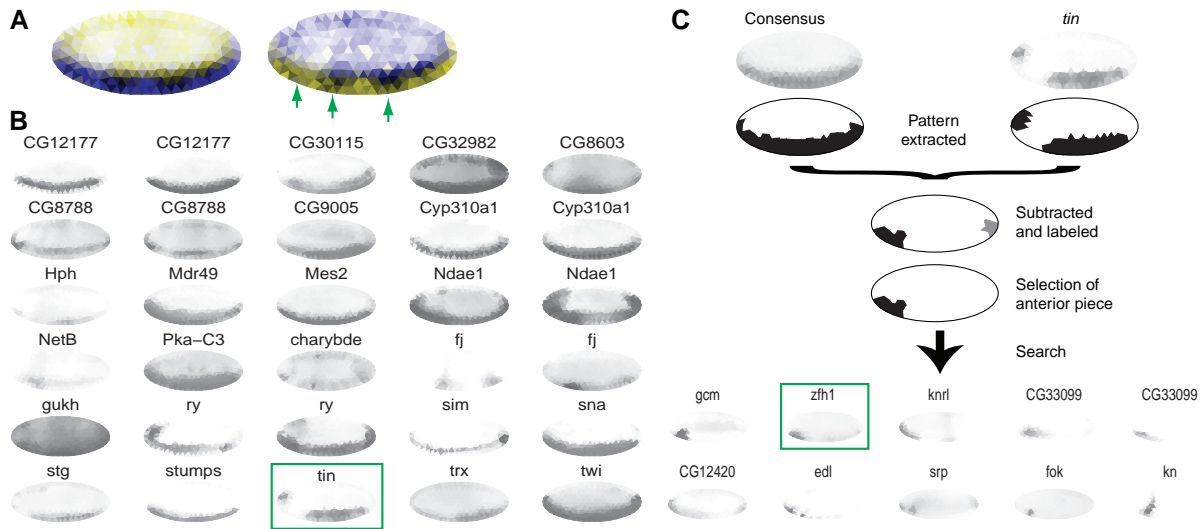 A
B
CG12177 CG12177 CG30115 CG32982 CG8603
CG8788 CG8788 CG9005 Cyp310a1 Cyp310a1
Hph Mdr49 Mes2 Ndae1 Ndae1
NetB Pka–C3 charybde fj fj
gukh ry ry sim sna
stg stumps tin trx twi
C
Consensus tin
Pattern
extracted
Subtracted
and labeled
Selection of
anterior piece
Search
gcm zfh1 knrl CG33099 CG33099
CG12420 edl srp fok kn